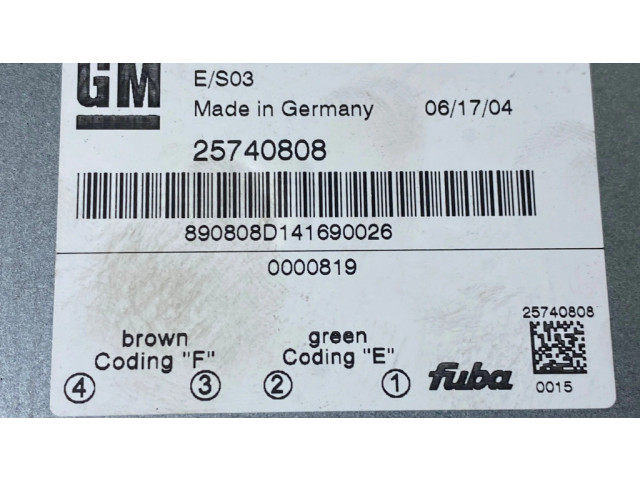 GM
E/S03
Made in Germany 06/17/04
25740808
890808D141690026
0000819
brown green 25740808
Coding "F" Coding "E"
4 3 2 1 fuba 0015